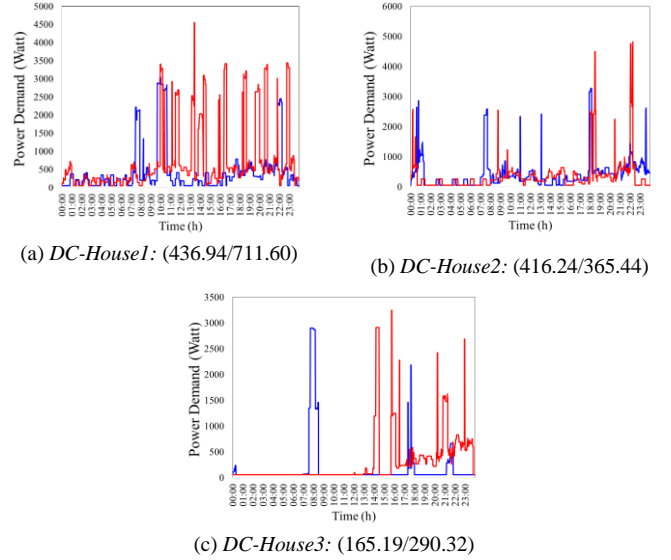 5000
4500
4000
3500
3000
2500
2000
1500
1000
500
0
Power Demand (Watt)
00:00 01:00 02:00 03:00 04:00 05:00 06:00 07:00 08:00 09:00 10:00 11:00 12:00 13:00 14:00 15:00 16:00 17:00 18:00 19:00 20:00 21:00 22:00 23:00
Time (h)
(a) DC-House1: (436.94/711.60)
6000
5000
4000
3000
2000
1000
0
Power Demand (Watt)
00:00 01:00 02:00 03:00 04:00 05:00 06:00 07:00 08:00 09:00 10:00 11:00 12:00 13:00 14:00 15:00 16:00 17:00 18:00 19:00 20:00 21:00 22:00 23:00
Time (h)
(b) DC-House2: (416.24/365.44)
3500
3000
2500
2000
1500
1000
500
0
Power Demand (Watt)
00:00 01:00 02:00 03:00 04:00 05:00 06:00 07:00 08:00 09:00 10:00 11:00 12:00 13:00 14:00 15:00 16:00 17:00 18:00 19:00 20:00 21:00 22:00 23:00
Time (h)
(c) DC-House3: (165.19/290.32)